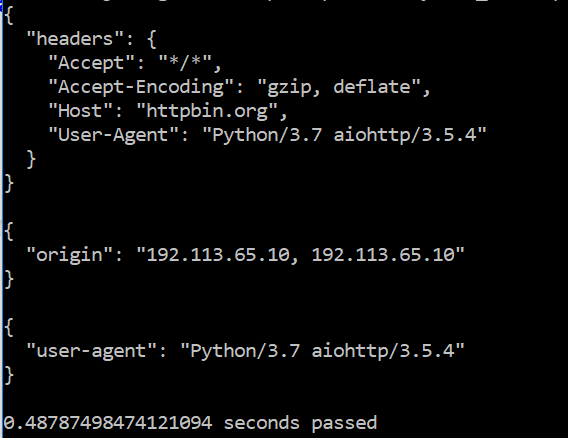 {
  "headers": {
    "Accept": "*/*",
    "Accept-Encoding": "gzip, deflate",
    "Host": "httpbin.org",
    "User-Agent": "Python/3.7 aiohttp/3.5.4"
  }
}

{
  "origin": "192.113.65.10, 192.113.65.10"
}

{
  "user-agent": "Python/3.7 aiohttp/3.5.4"
}

0.48787498474121094 seconds passed